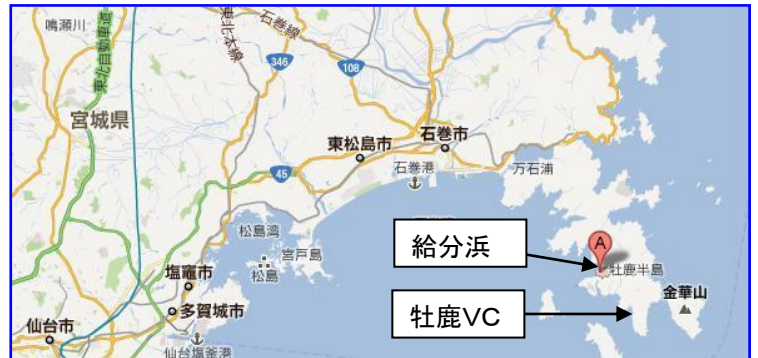 鳴瀬川
東北自動車道
東北本線
石巻線
346
108
宮城県
東松島市
石巻市
45
石巻港
万石浦
松島湾
宮戸島
松島
塩竈市
多賀城市
仙台市
仙台塩釜港
給分浜
A
牡鹿半島
牡鹿VC
金華山